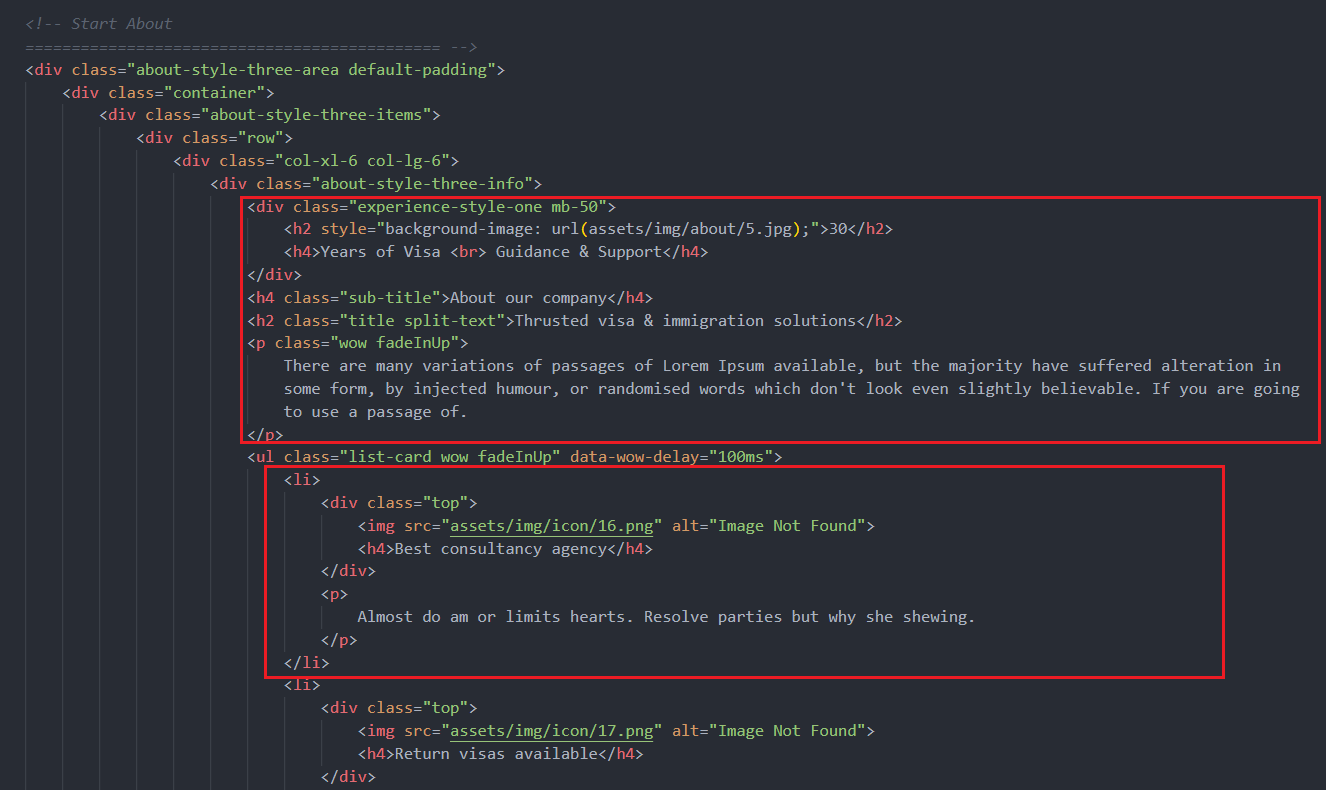 <!-- Start About
============================================= -->
<div class="about-style-three-area default-padding">
<div class="container">
<div class="about-style-three-items">
<div class="row">
<div class="col-xl-6 col-lg-6">
<div class="about-style-three-info">
<div class="experience-style-one mb-50">
<h2 style="background-image: url(assets/img/about/5.jpg);">30</h2>
<h4>Years of Visa <br> Guidance & Support</h4>
</div>
<h4 class="sub-title">About our company</h4>
<h2 class="title split-text">Thrusted visa & immigration solutions</h2>
<p class="wow fadeInUp">
There are many variations of passages of Lorem Ipsum available, but the majority have suffered alteration in
some form, by injected humour, or randomised words which don't look even slightly believable. If you are going
to use a passage of.
</p>
<ul class="list-card wow fadeInUp" data-wow-delay="100ms">
<li>
<div class="top">
<img src="assets/img/icon/16.png" alt="Image Not Found">
<h4>Best consultancy agency</h4>
</div>
<p>
Almost do am or limits hearts. Resolve parties but why she shewing.
</p>
</li>
<li>
<div class="top">
<img src="assets/img/icon/17.png" alt="Image Not Found">
<h4>Return visas available</h4>
</div>